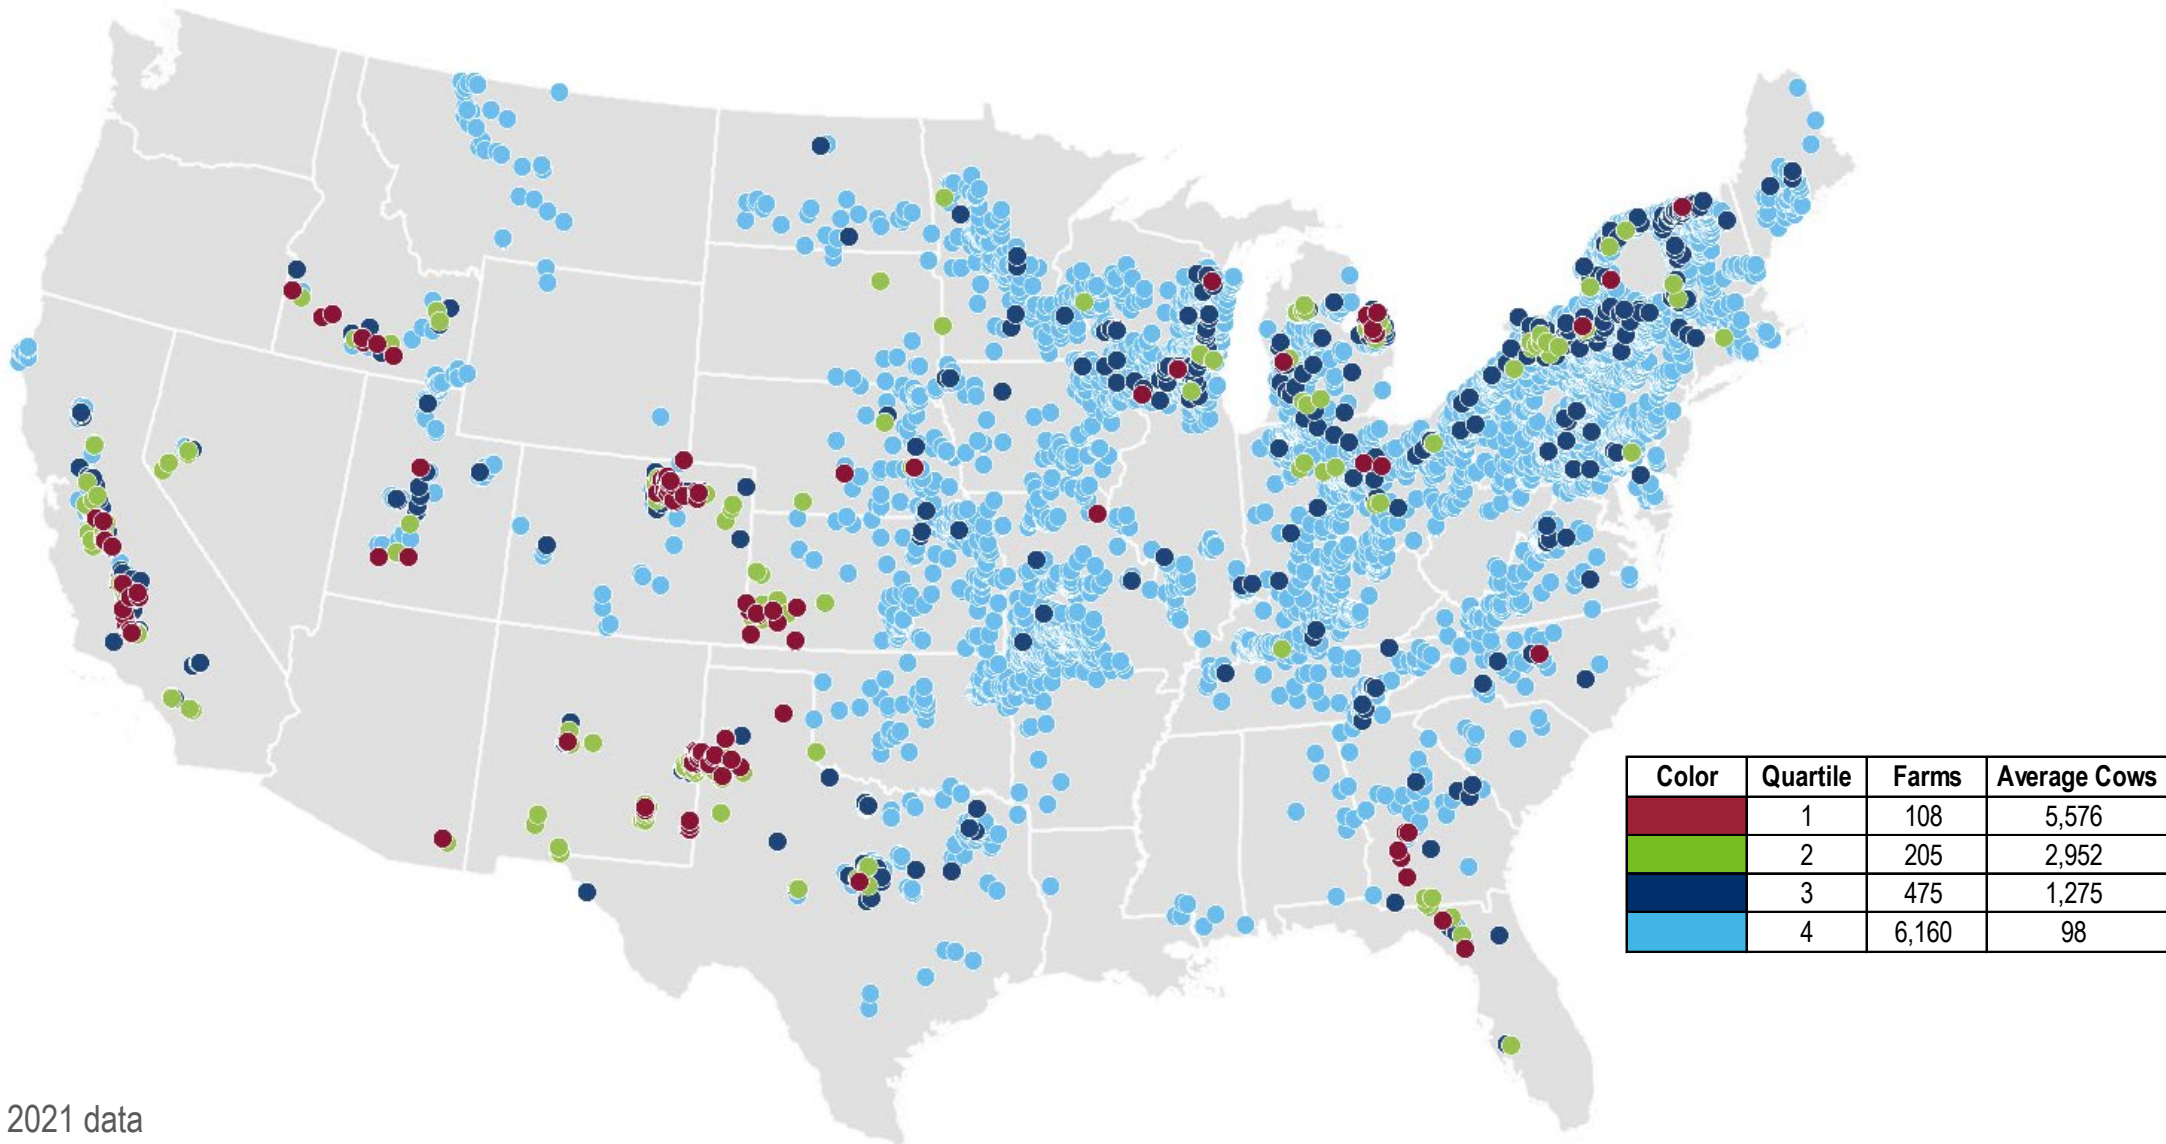 Color Quartile Farms Average Cows
1 108 5,576
2 205 2,952
3 475 1,275
4 6,160 98
2021 data